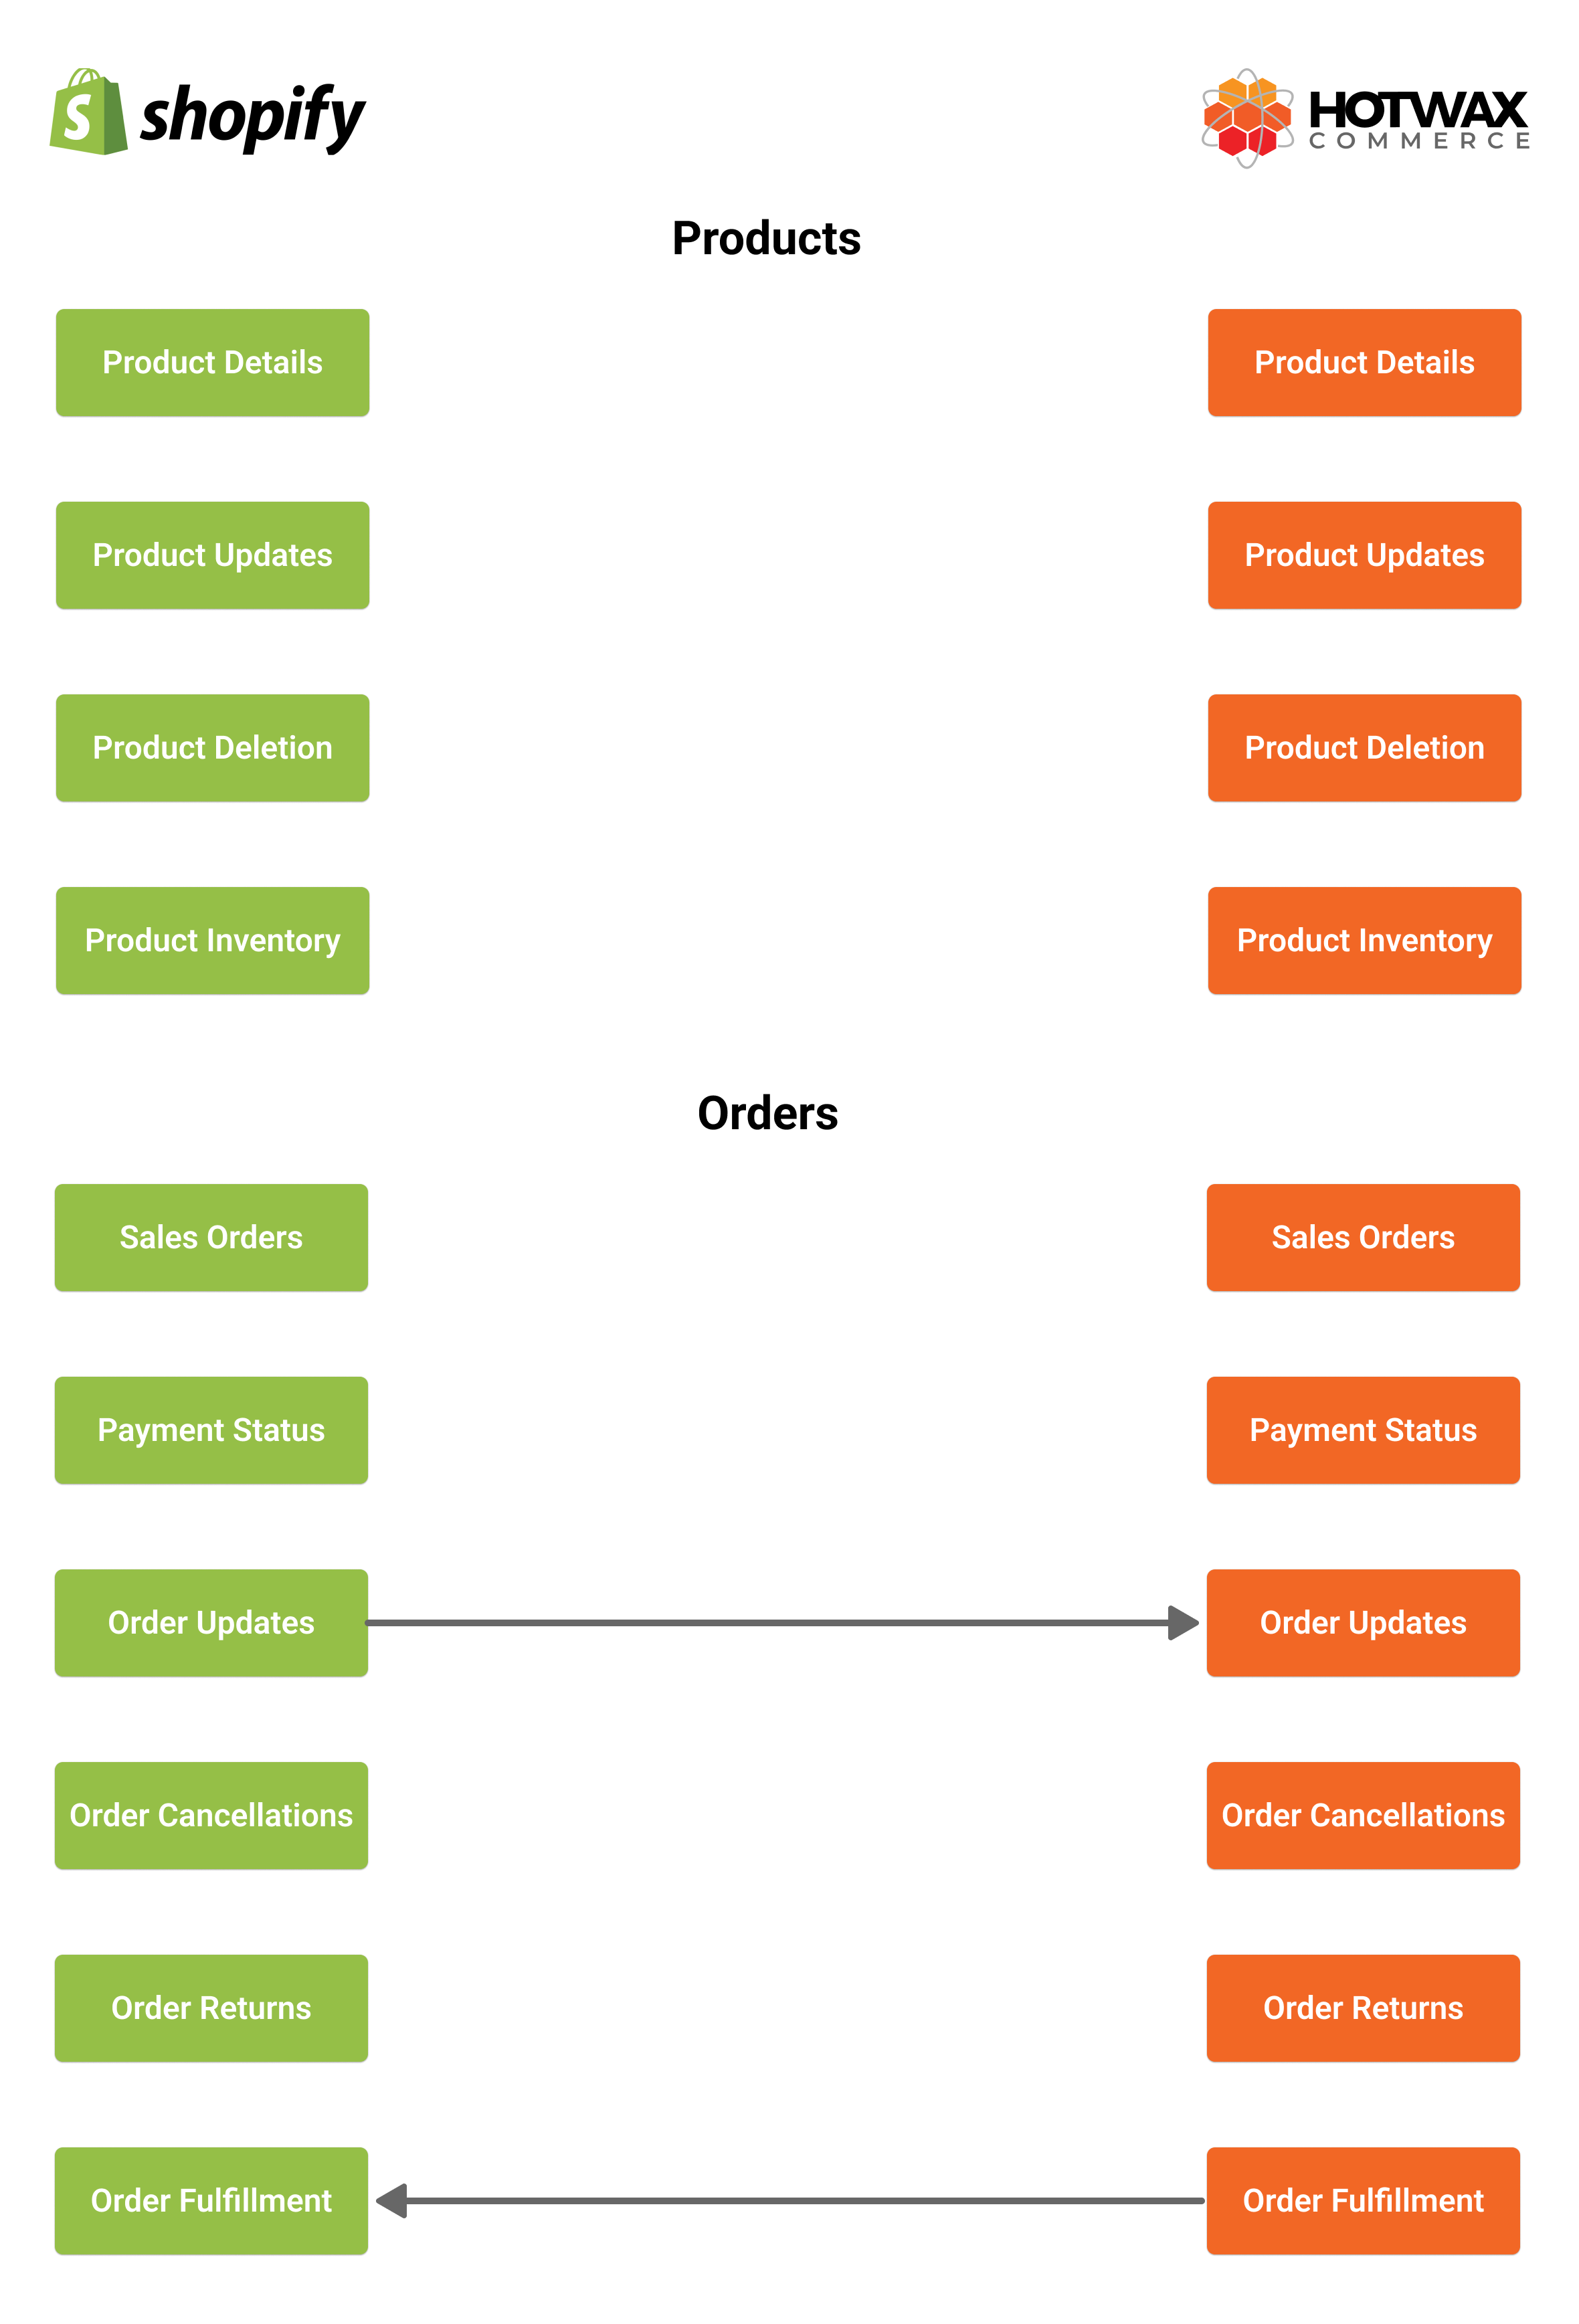 shopify
HOTWAX
COMMERCE
Products
Product Details
Product Details
Product Updates
Product Updates
Product Deletion
Product Deletion
Product Inventory
Product Inventory
Orders
Sales Orders
Sales Orders
Payment Status
Payment Status
Order Updates
Order Updates
Order Cancellations
Order Cancellations
Order Returns
Order Returns
Order Fulfillment
Order Fulfillment